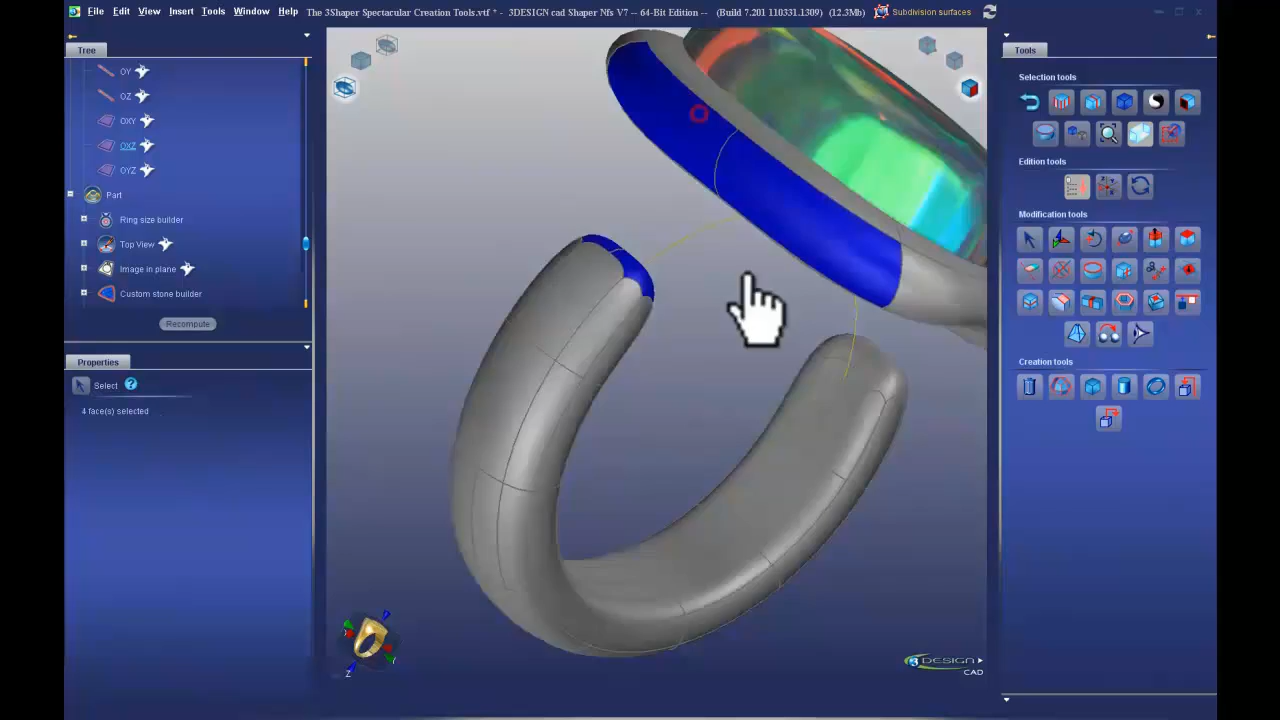 File Edit View Insert Tools Window Help The 3Shaper Spectacular Creation Tools.vtf * - 3DESIGN cad Shaper Nfs V7 -- 64-Bit Edition -- (Build 7.201 110331.1309) (12.3Mb) Subdivision surfaces
Tree
OY
OZ
OXY
OXZ
OYZ
Part
Ring size builder
Top View
Image in plane
Custom stone builder
Recompute
Properties
Select
4 face(s) selected
Z
Y
3DESIGN
CAD
Tools
Selection tools
Edition tools
Modification tools
Creation tools